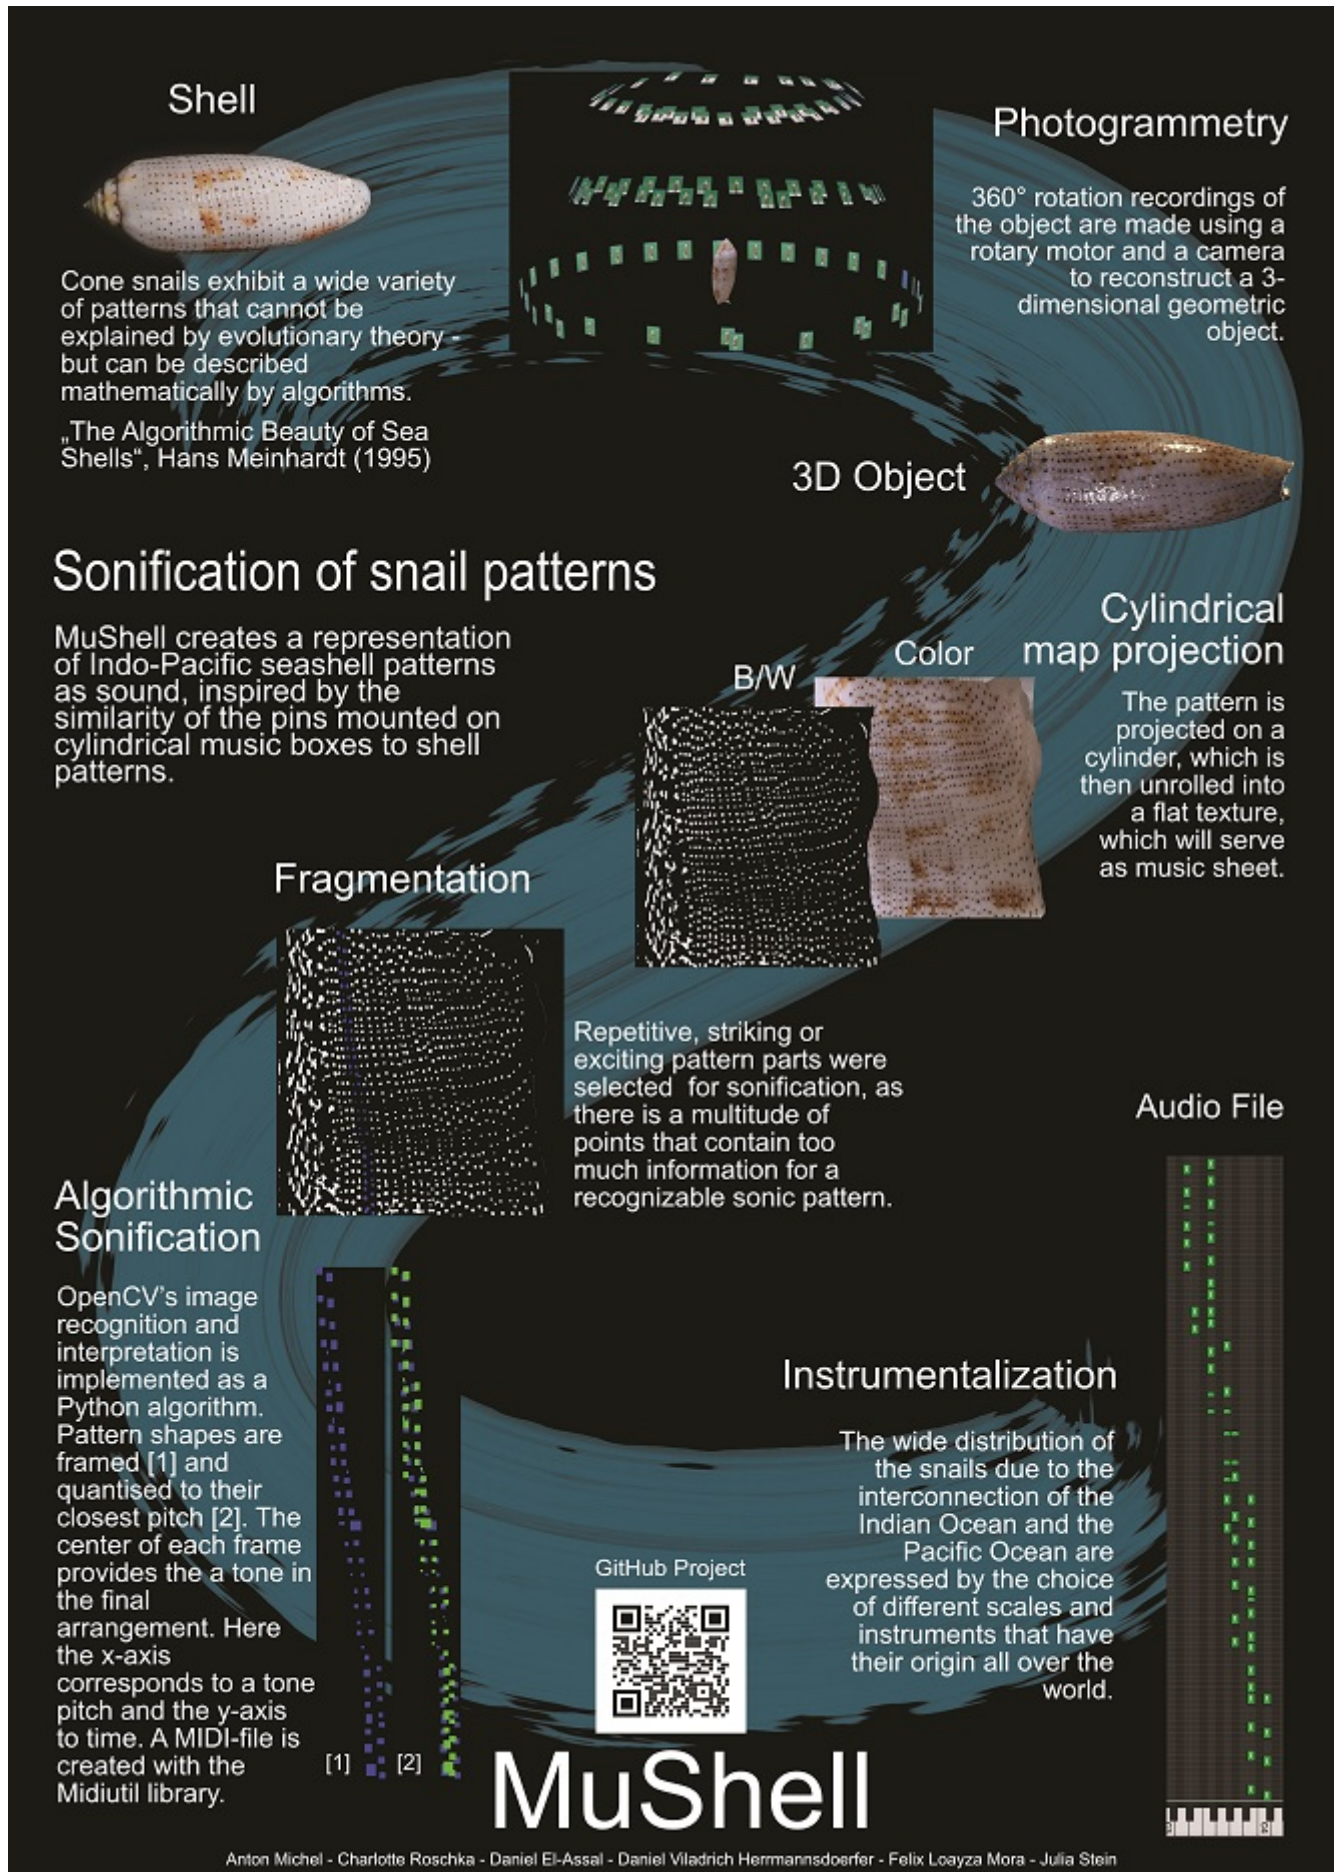 Shell
Cone snails exhibit a wide variety
of patterns that cannot be
explained by evolutionary theory -
but can be described
mathematically by algorithms.
„The Algorithmic Beauty of Sea
Shells“, Hans Meinhardt (1995)
Photogrammetry
360° rotation recordings of
the object are made using a
rotary motor and a camera
to reconstruct a 3-
dimensional geometric
object.
3D Object
Sonification of snail patterns
MuShell creates a representation
of Indo-Pacific seashell patterns
as sound, inspired by the
similarity of the pins mounted on
cylindrical music boxes to shell
patterns.
Cylindrical
map projection
The pattern is
projected on a
cylinder, which is
then unrolled into
a flat texture,
which will serve
as music sheet.
Color
B/W
Fragmentation
Repetitive, striking or
exciting pattern parts were
selected  for sonification, as
there is a multitude of
points that contain too
much information for a
recognizable sonic pattern.
Algorithmic
Sonification
OpenCV's image
recognition and
interpretation is
implemented as a
Python algorithm.
Pattern shapes are
framed [1] and
quantised to their
closest pitch [2]. The
center of each frame
provides the a tone in
the final
arrangement. Here
the x-axis
corresponds to a tone
pitch and the y-axis
to time. A MIDI-file is
created with the
Midiutil library.
[1]
[2]
Audio File
Instrumentalization
The wide distribution of
the snails due to the
interconnection of the
Indian Ocean and the
Pacific Ocean are
expressed by the choice
of different scales and
instruments that have
their origin all over the
world.
GitHub Project
MuShell
Anton Michel - Charlotte Roschka - Daniel El-Assal - Daniel Viladrich Herrmannsdoerfer - Felix Loayza Mora - Julia Stein